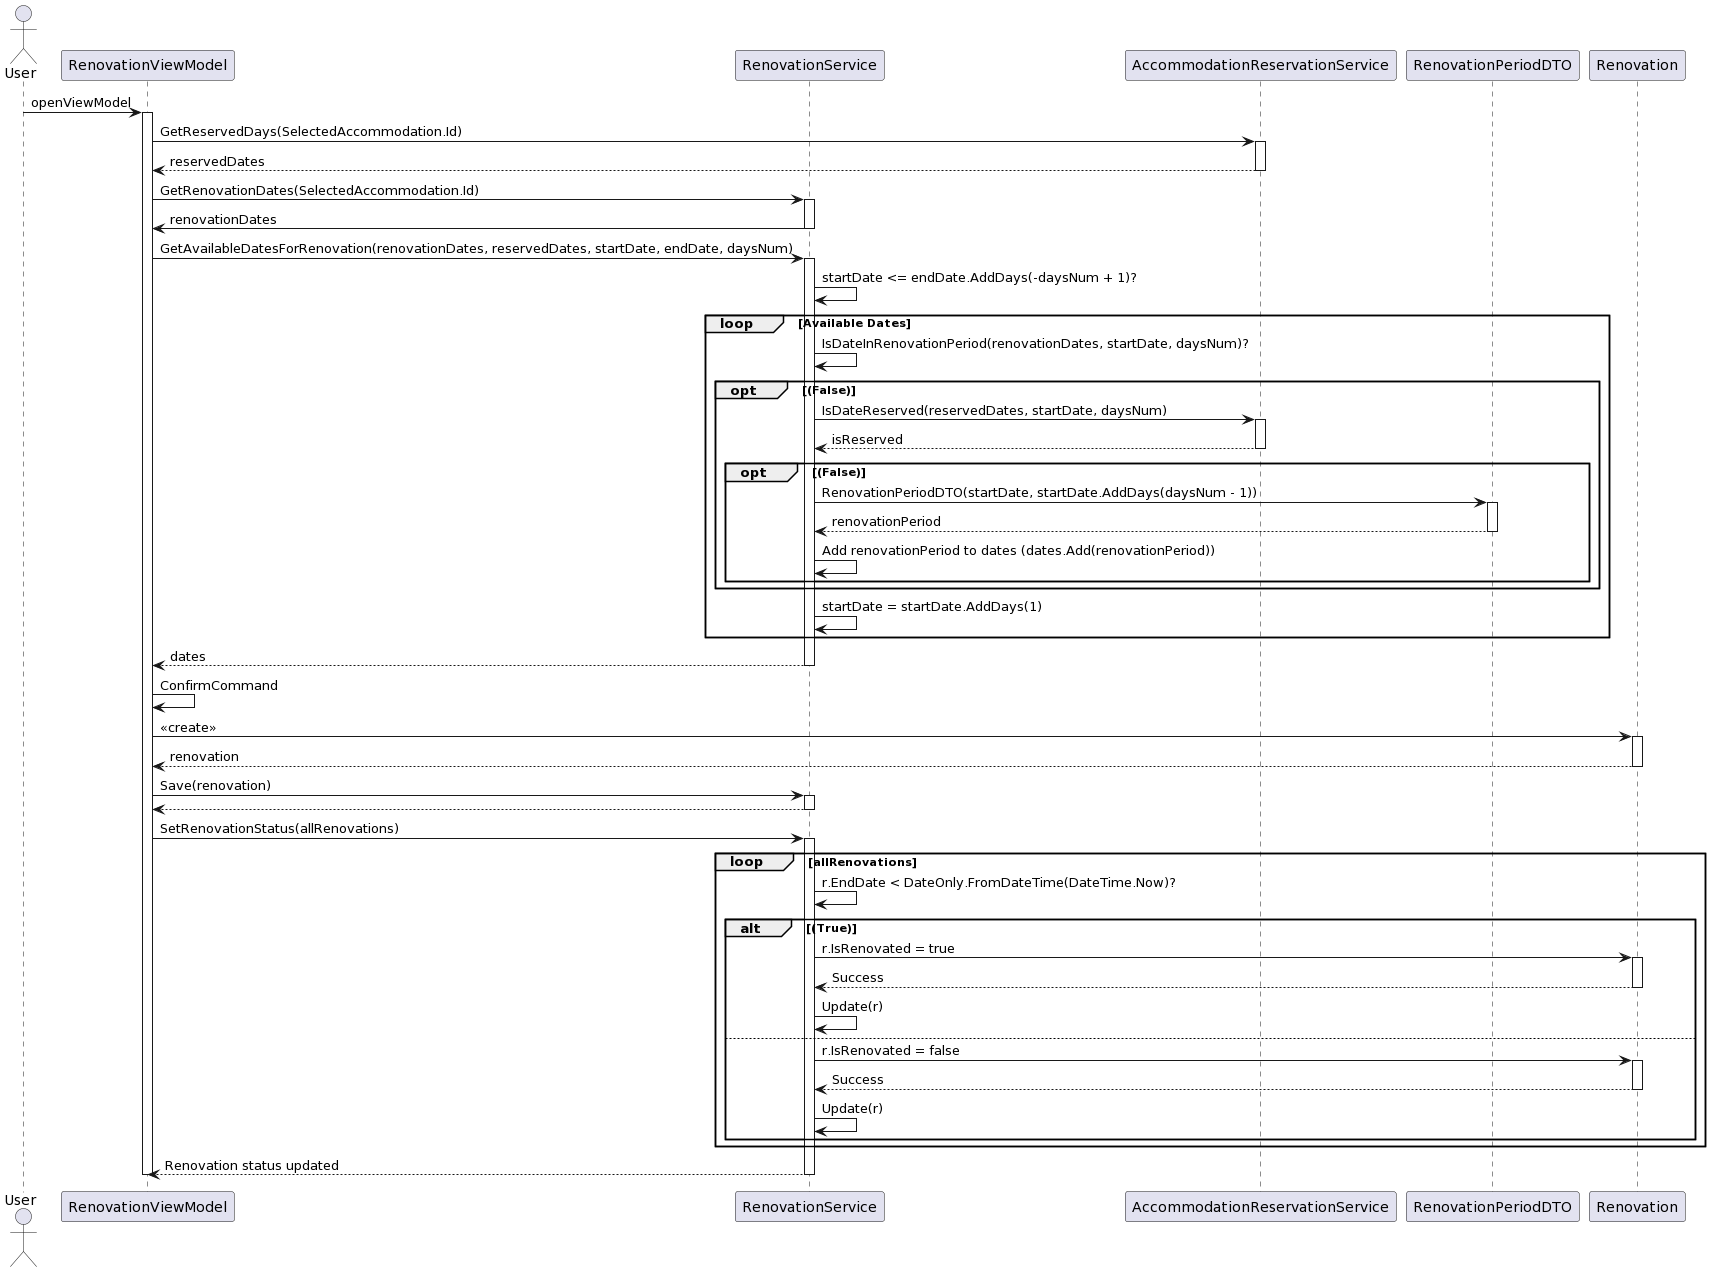 User
RenovationViewModel
RenovationService
AccommodationReservationService
RenovationPeriodDTO
Renovation
openViewModel
GetReservedDays(SelectedAccommodation.Id)
reservedDates
GetRenovationDates(SelectedAccommodation.Id)
renovationDates
GetAvailableDatesForRenovation(renovationDates, reservedDates, startDate, endDate, daysNum)
startDate <= endDate.AddDays(-daysNum + 1)?
loop [Available Dates]
IsDateInRenovationPeriod(renovationDates, startDate, daysNum)?
opt [(False)]
IsDateReserved(reservedDates, startDate, daysNum)
isReserved
opt [(False)]
RenovationPeriodDTO(startDate, startDate.AddDays(daysNum - 1))
renovationPeriod
Add renovationPeriod to dates (dates.Add(renovationPeriod))
startDate = startDate.AddDays(1)
dates
ConfirmCommand
«create»
renovation
Save(renovation)
SetRenovationStatus(allRenovations)
loop [allRenovations]
r.EndDate < DateOnly.FromDateTime(DateTime.Now)?
alt [(True)]
r.IsRenovated = true
Success
Update(r)
r.IsRenovated = false
Success
Update(r)
Renovation status updated
User
RenovationViewModel
RenovationService
AccommodationReservationService
RenovationPeriodDTO
Renovation